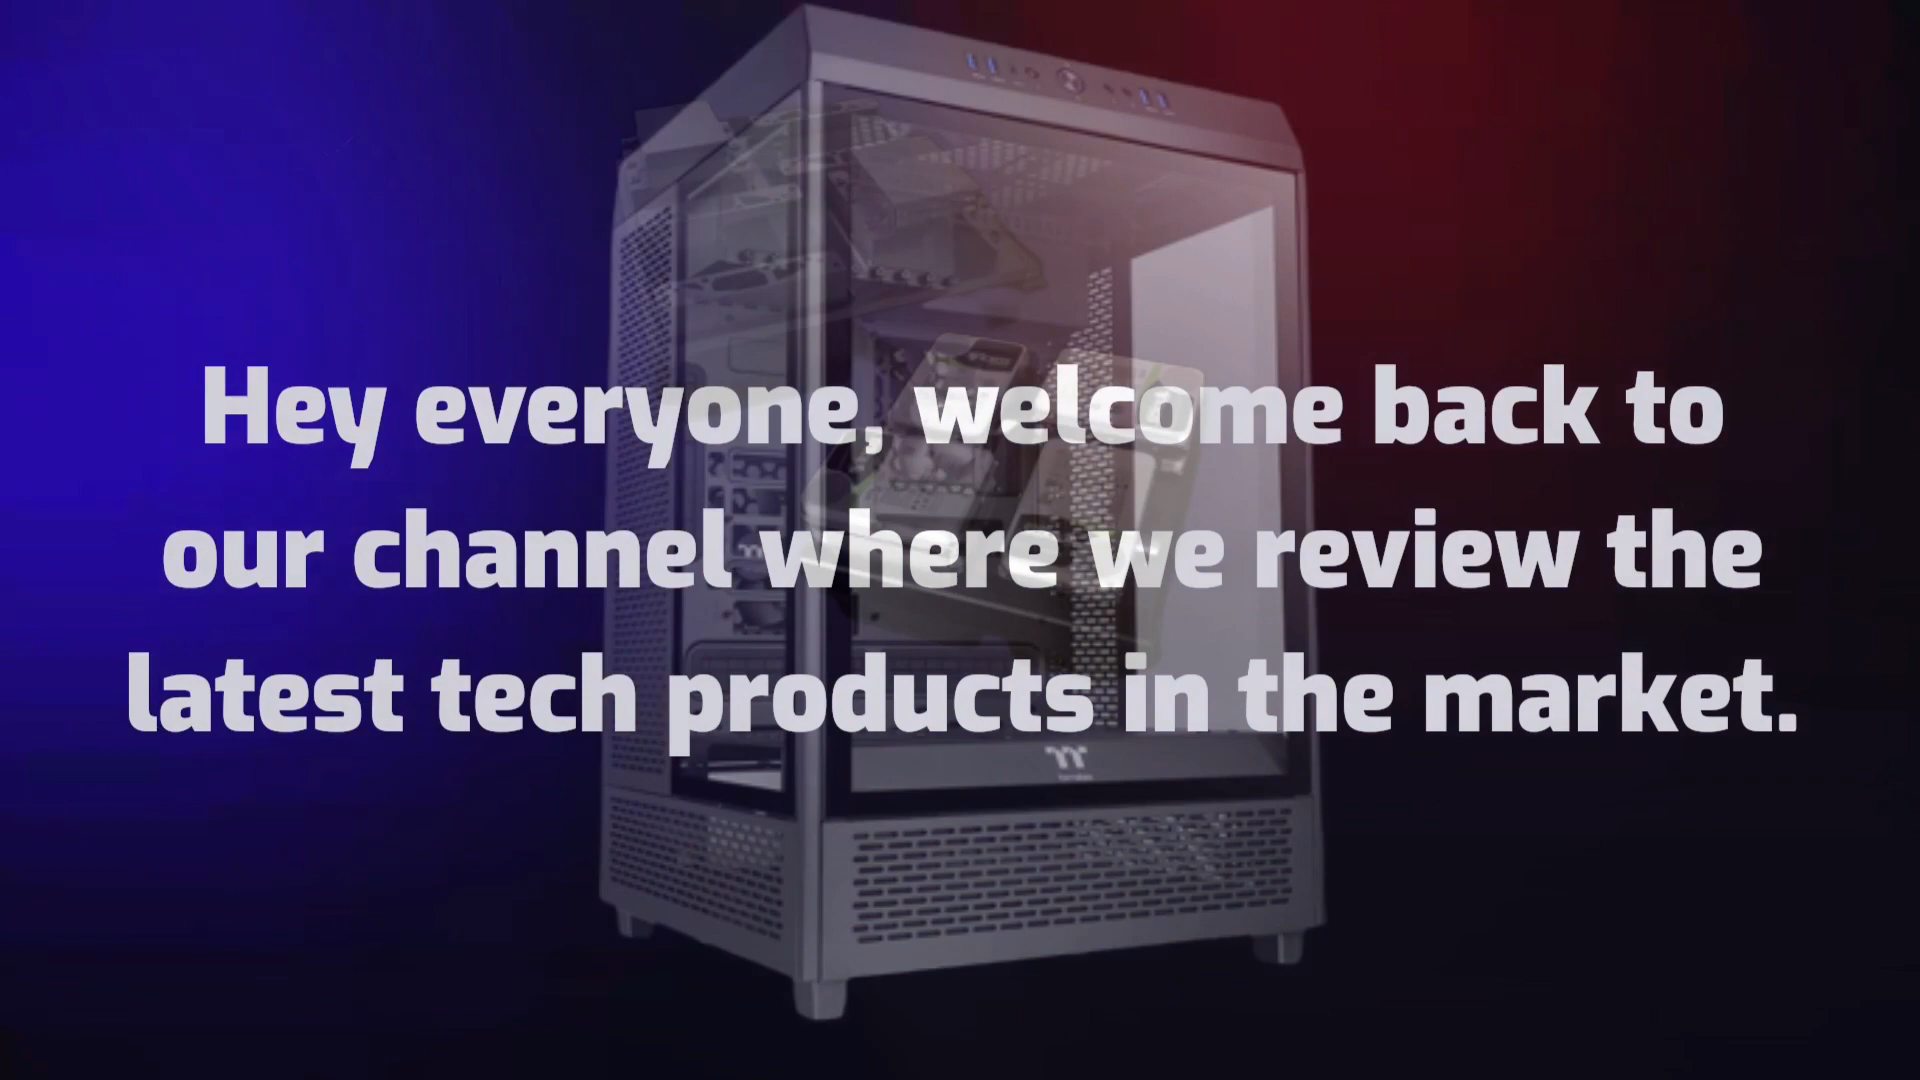 Hey everyone, welcome back to
our channel where we review the
latest tech products in the market.